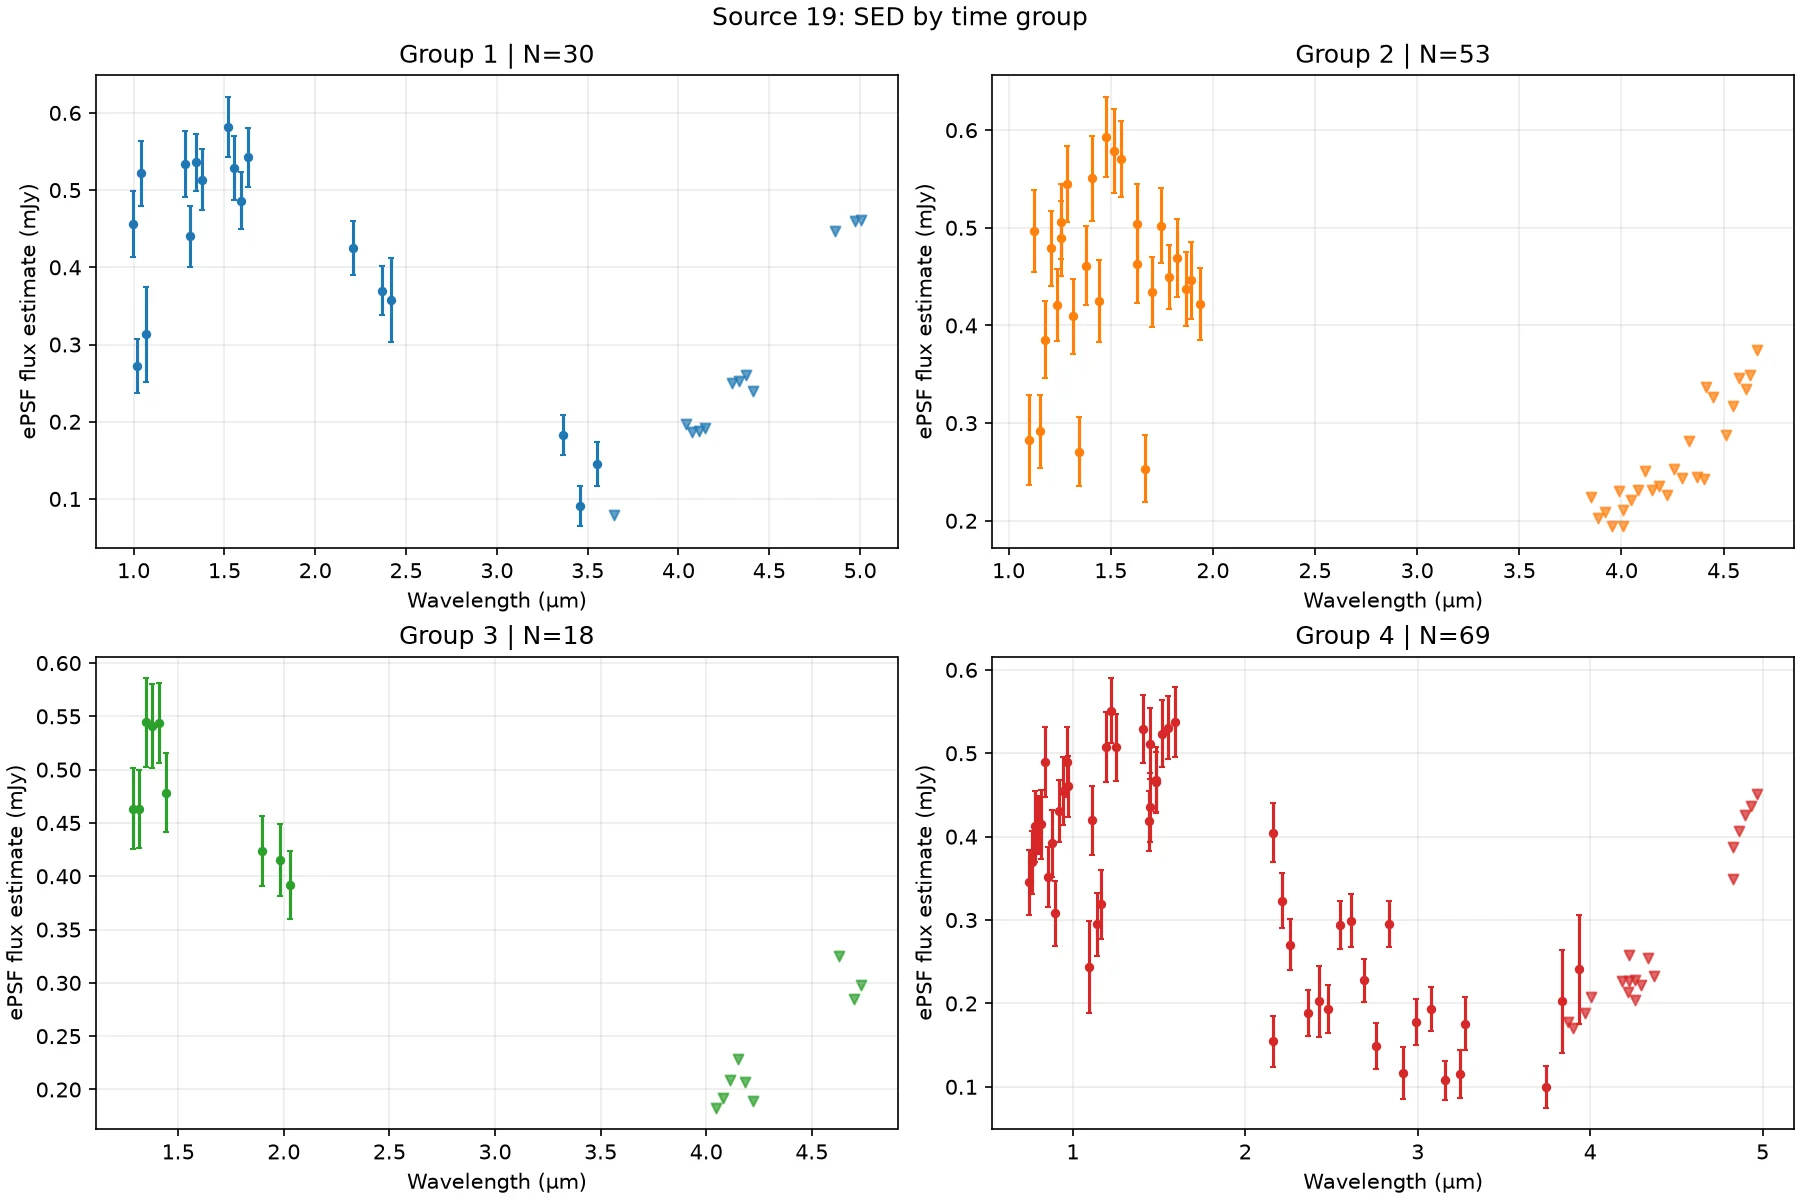 Source 19: SED by time group
Group 1 | N=30
ePSF flux estimate (mJy)
0.6
0.5
0.4
0.3
0.2
0.1
1.0 1.5 2.0 2.5 3.0 3.5 4.0 4.5 5.0
Wavelength (µm)
Group 2 | N=53
ePSF flux estimate (mJy)
0.6
0.5
0.4
0.3
0.2
1.0 1.5 2.0 2.5 3.0 3.5 4.0 4.5
Wavelength (µm)
Group 3 | N=18
ePSF flux estimate (mJy)
0.60
0.55
0.50
0.45
0.40
0.35
0.30
0.25
0.20
1.5 2.0 2.5 3.0 3.5 4.0 4.5
Wavelength (µm)
Group 4 | N=69
ePSF flux estimate (mJy)
0.6
0.5
0.4
0.3
0.2
0.1
1 2 3 4 5
Wavelength (µm)